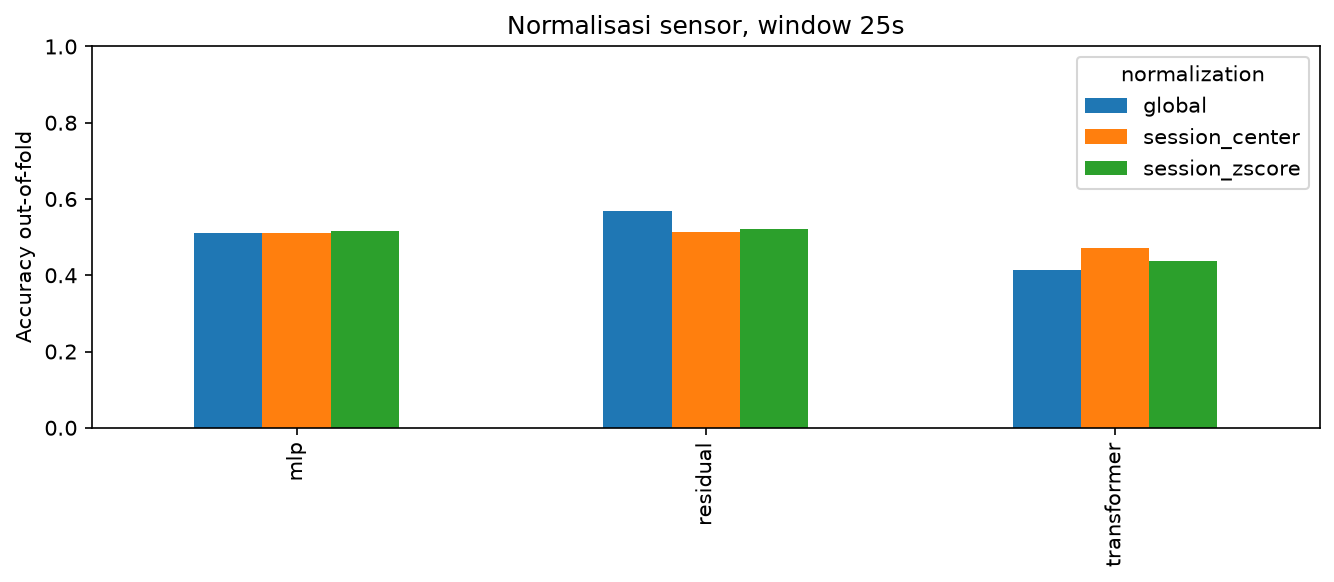 Normalisasi sensor, window 25s
Accuracy out-of-fold
1.0
0.8
0.6
0.4
0.2
0.0
normalization
global
session_center
session_zscore
mlp
residual
transformer